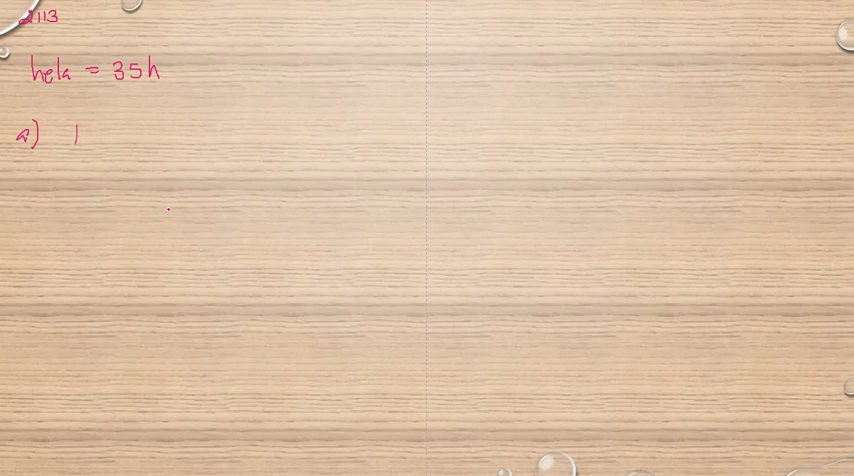 2113
hela = 35h
a) 1